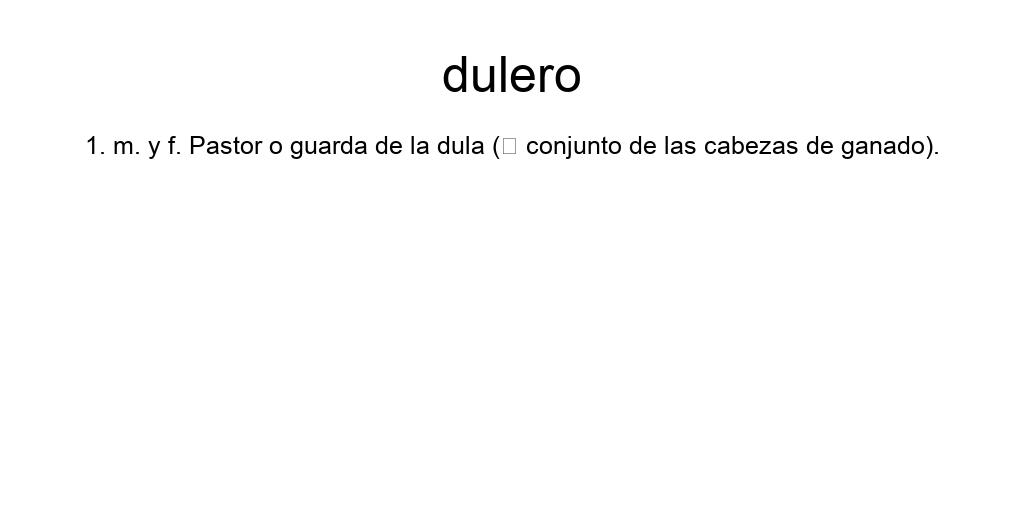 dulero
1. m. y f. Pastor o guarda de la dula (□ conjunto de las cabezas de ganado).